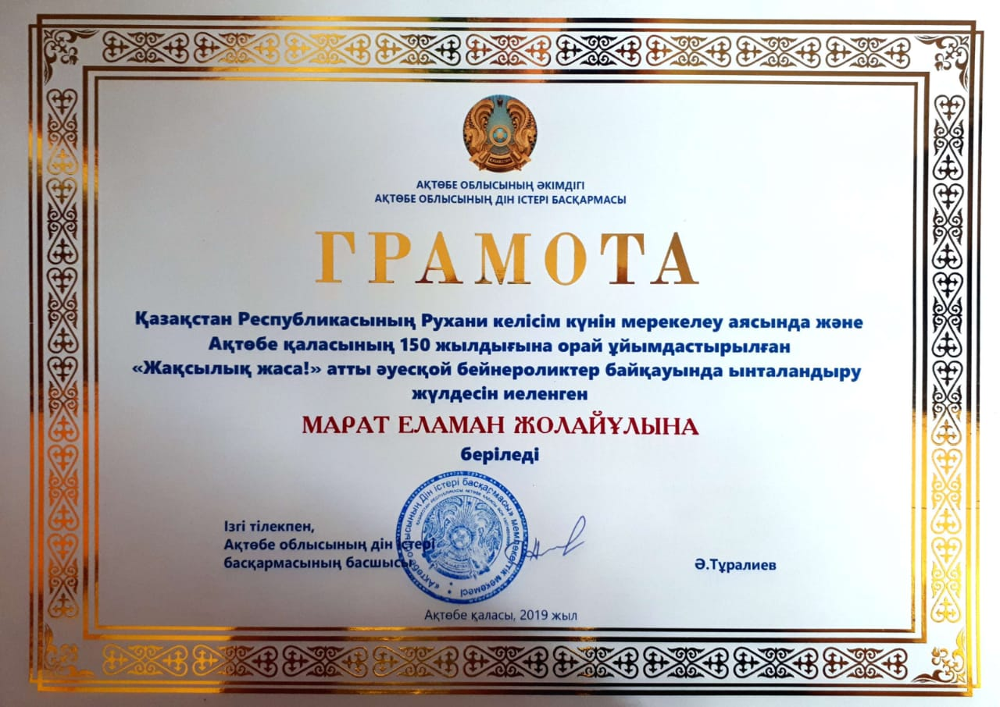 ҚАЗАҚСТАН
АҚТӨБЕ ОБЛЫСЫНЫҢ ӘКІМДІГІ
АҚТӨБЕ ОБЛЫСЫНЫҢ ДІН ІСТЕРІ БАСҚАРМАСЫ
ГРАМОТА
Қазақстан Республикасының Рухани келісім күнін мерекелеу аясында және
Ақтөбе қаласының 150 жылдығына орай ұйымдастырылған
«Жақсылық жаса!» атты әуесқой бейнероликтер байқауында ынталандыру
жүлдесін иеленген
МАРАТ ЕЛАМАН ЖОЛАЙҰЛЫНА
беріледі
«Ақтөбе облысының Дін істері басқармасы» мемлекеттік мекемесі
Ізгі тілекпен,
Ақтөбе облысының дін істері
басқармасының басшысы
Ә.Тұралиев
Ақтөбе қаласы, 2019 жыл